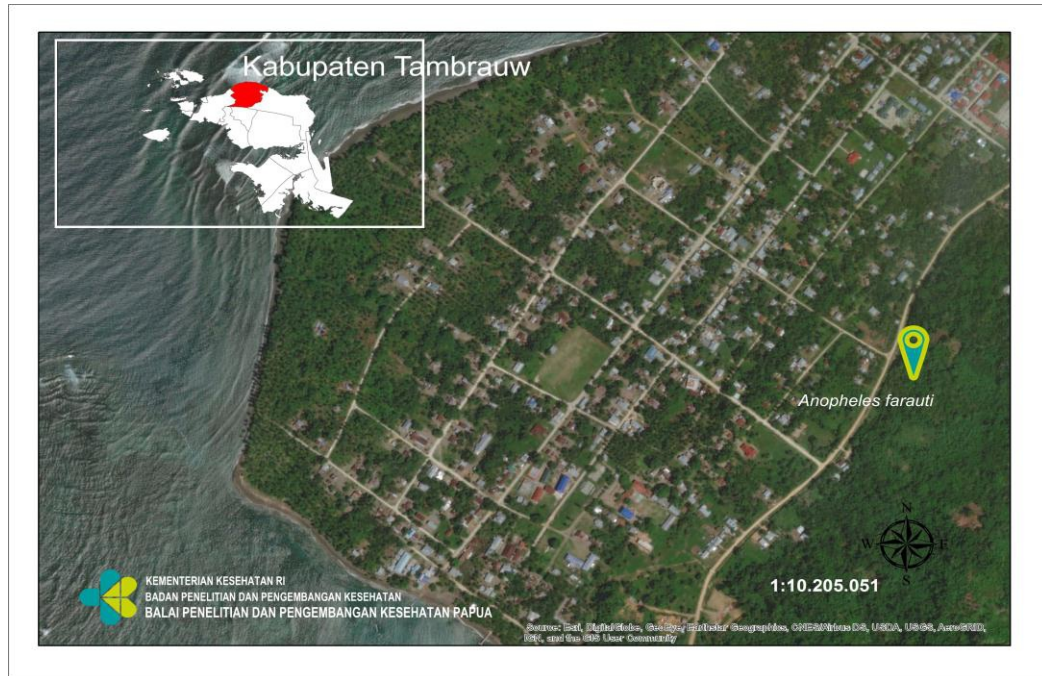 Kabupaten Tambrauw
Anopheles farauti
N
W E
S
1:10.205.051
KEMENTERIAN KESEHATAN RI
BADAN PENELITIAN DAN PENGEMBANGAN KESEHATAN
BALAI PENELITIAN DAN PENGEMBANGAN KESEHATAN PAPUA
Source: Esri, DigitalGlobe, GeoEye, Earthstar Geographics, CNES/Airbus DS, USDA, USGS, AeroGRID,
IGN, and the GIS User Community